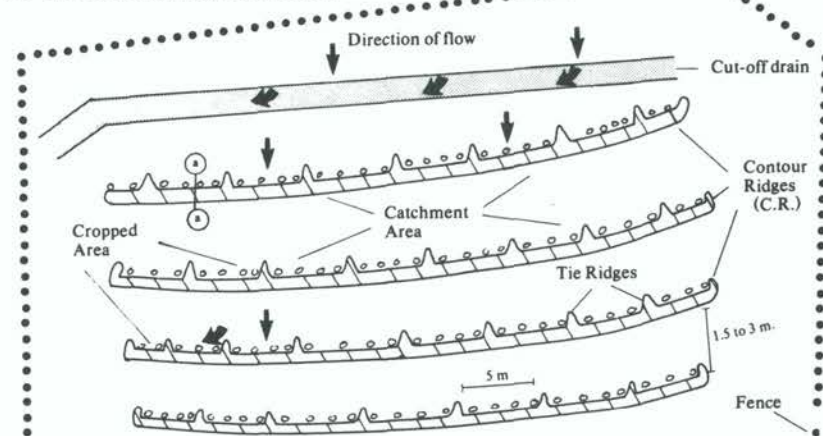 Direction of flow
Cut-off drain
a
a
Contour
Ridges
(C.R.)
Catchment
Area
Cropped
Area
Tie Ridges
1.5 to 3 m.
5 m
Fence